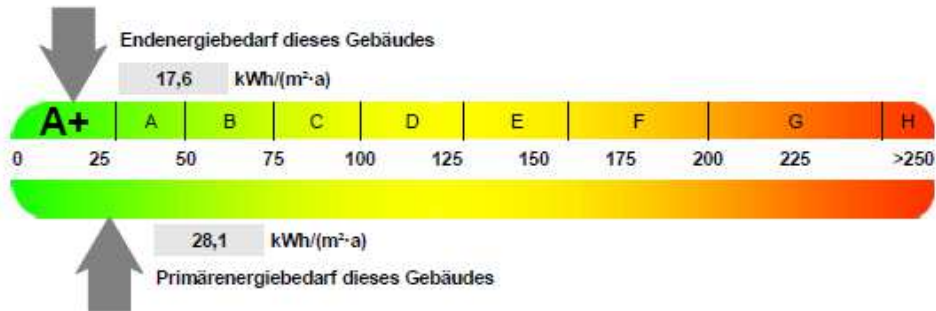 Endenergiebedarf dieses Gebäudes
17,6 kWh/(m²·a)
A+ A B C D E F G H
0 25 50 75 100 125 150 175 200 225 >250
28,1 kWh/(m²·a)
Primärenergiebedarf dieses Gebäudes